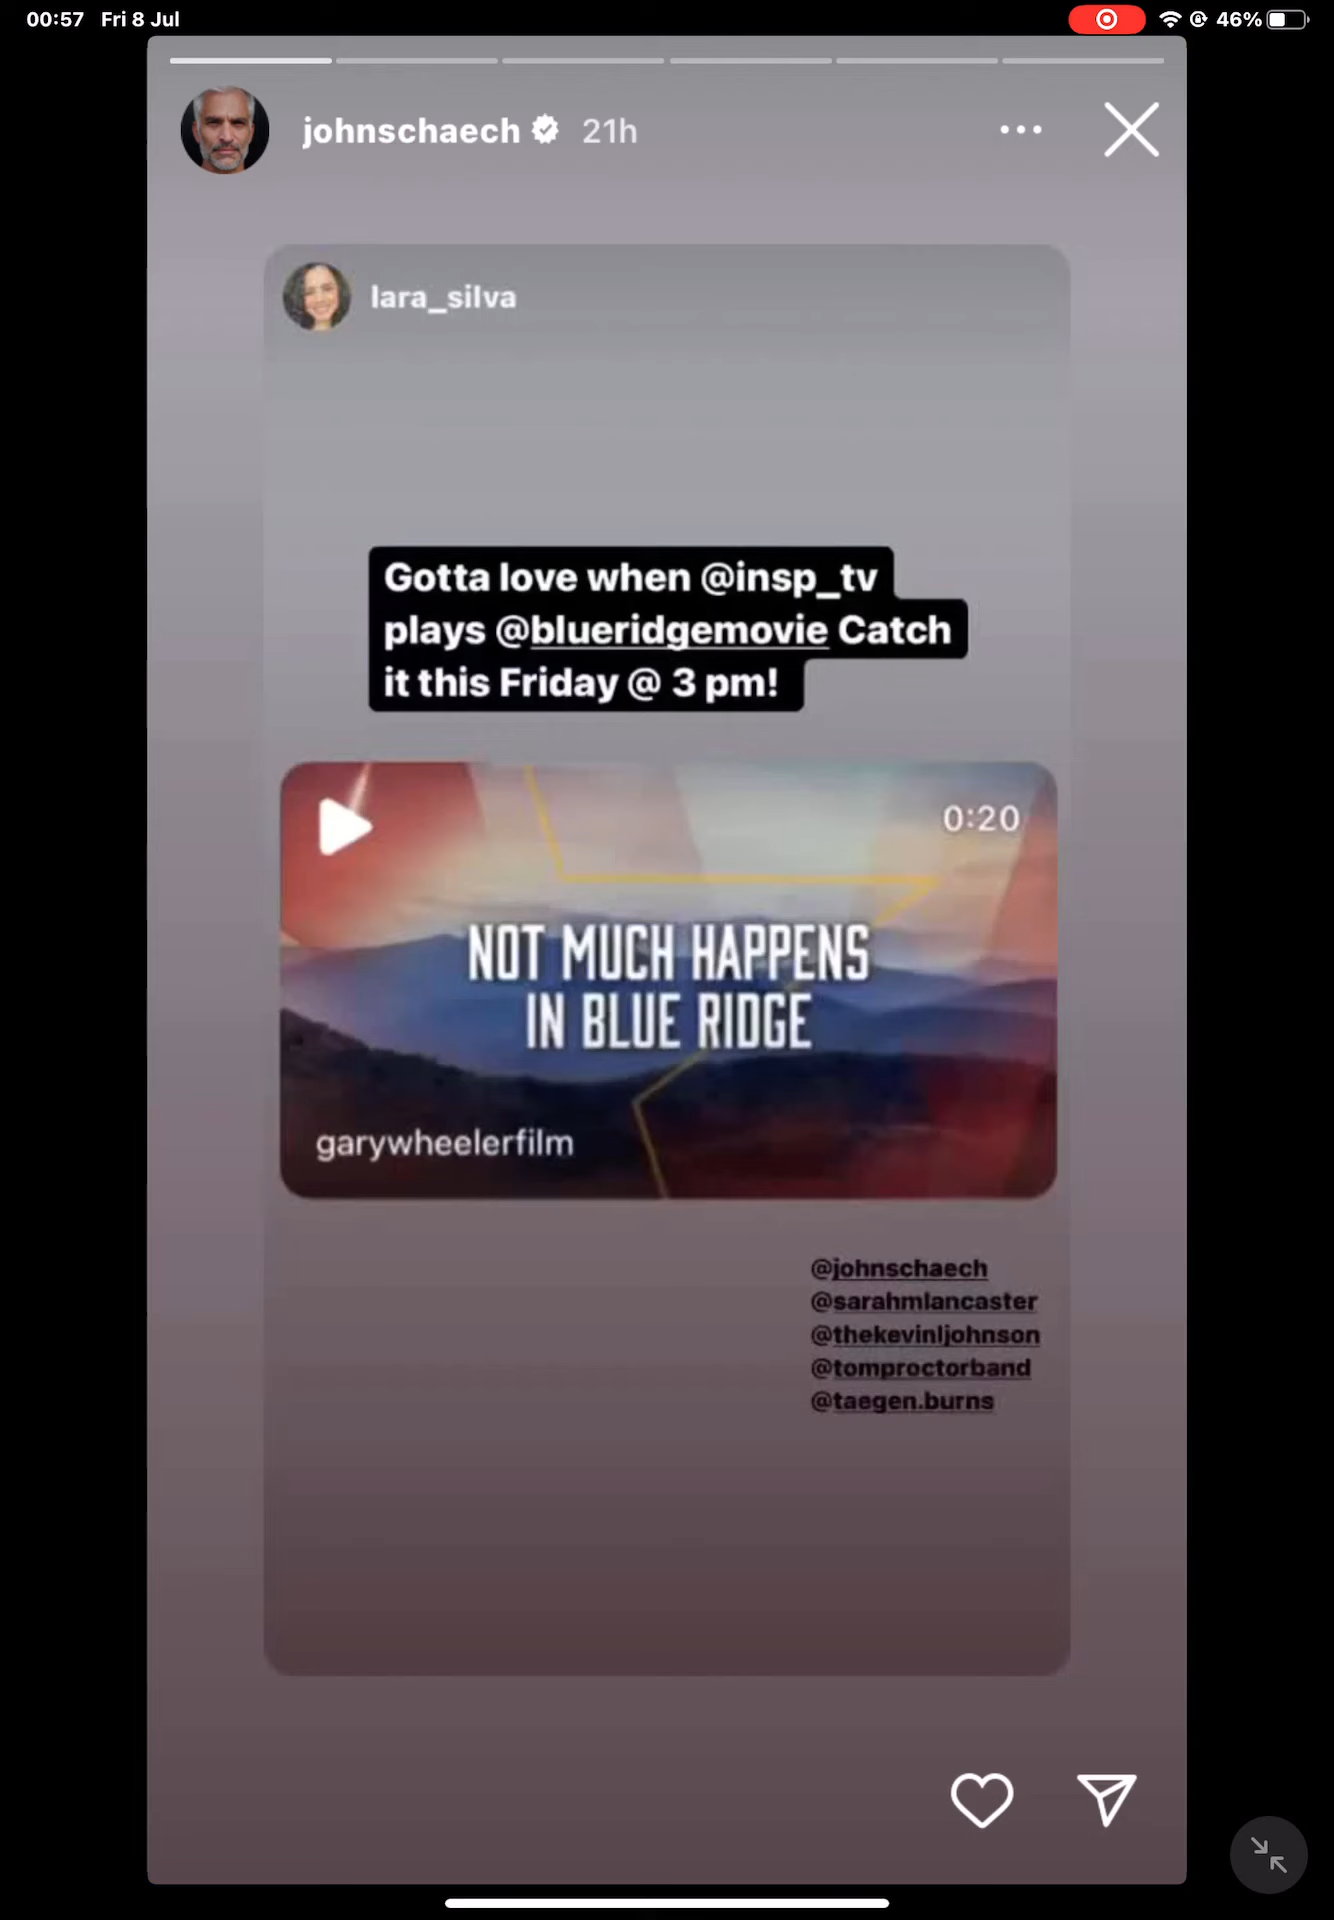 00:57 Fri 8 Jul
46%
johnschaech 21h
lara_silva
Gotta love when @insp_tv
plays @blueridgemovie Catch
it this Friday @ 3 pm!
0:20
NOT MUCH HAPPENS
IN BLUE RIDGE
garywheelerfilm
@johnschaech
@sarahmlancaster
@thekevinljohnson
@tomproctorband
@taegen.burns